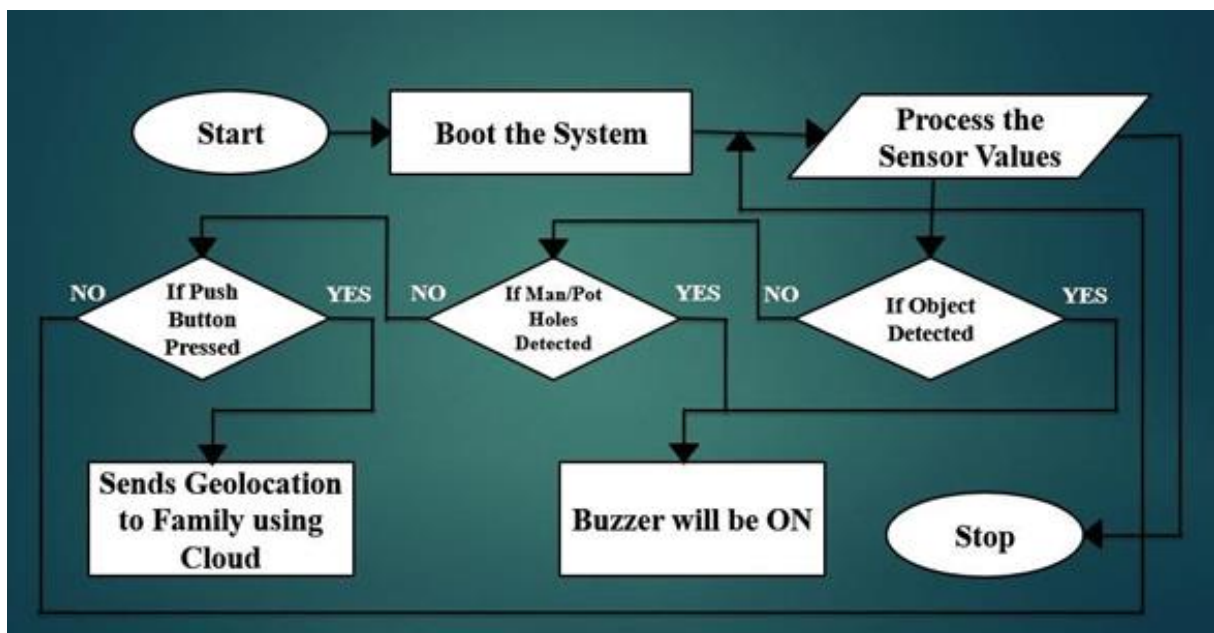 Start
Boot the System
Process the
Sensor Values
NO
If Push
Button
Pressed
YES
NO
If Man/Pot
Holes
Detected
YES
NO
If Object
Detected
YES
Sends Geolocation
to Family using
Cloud
Buzzer will be ON
Stop